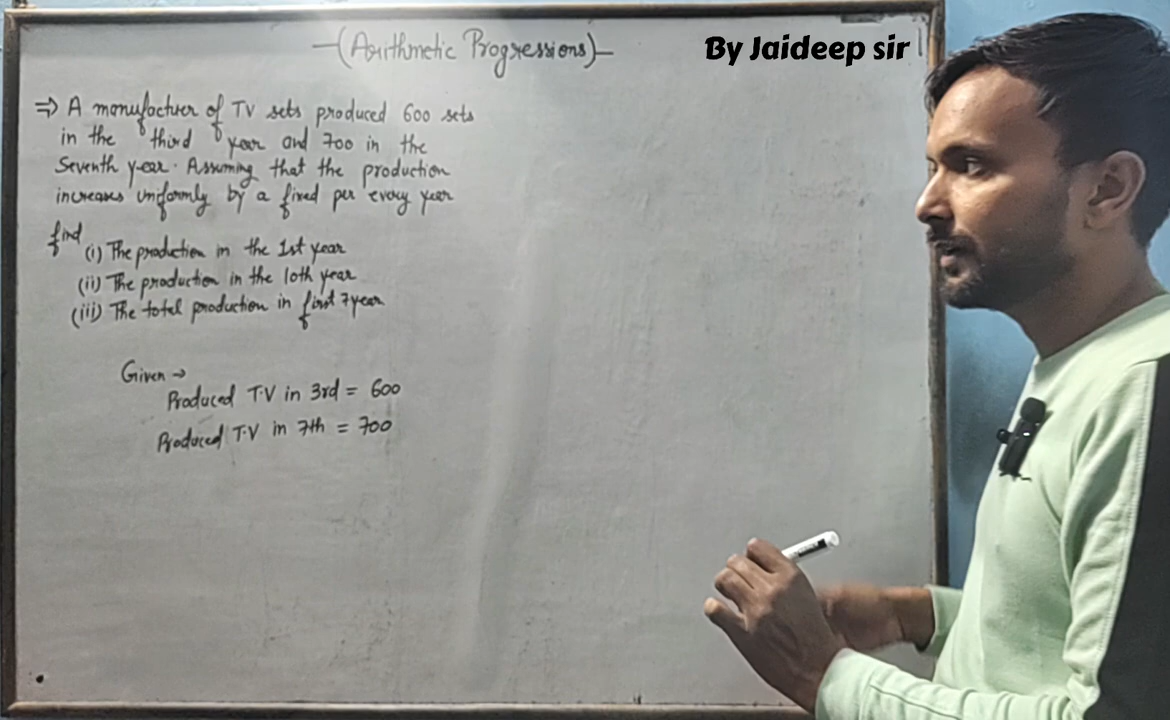 —(Arithmetic Progressions)—
By Jaideep sir
⇒ A manufactuer of TV sets produced 600 sets
in the third year and 700 in the
Seventh year. Assuming that the production
increases uniformly by a fixed per every year
find
(i) The production in the 1st year
(ii) The production in the 10th year
(iii) The total production in first 7 year
Given →
Produced T.V in 3rd = 600
Produced T.V in 7th = 700